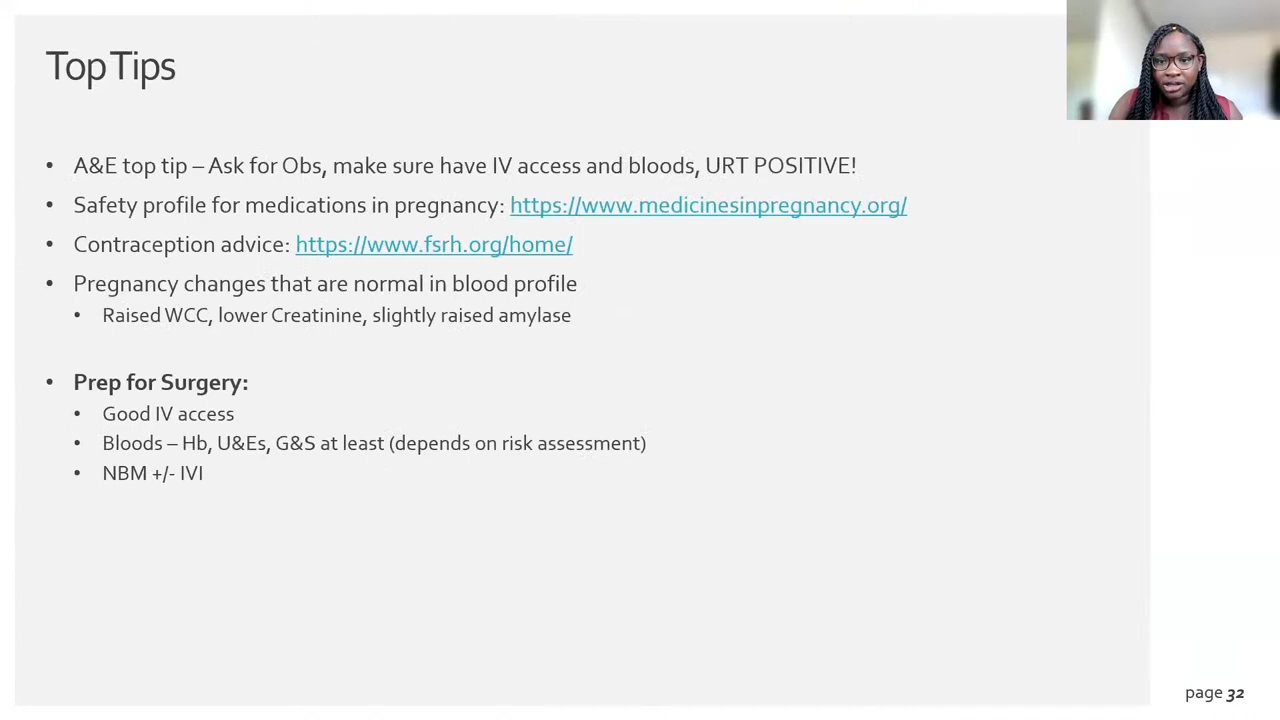 Top Tips
• A&E top tip – Ask for Obs, make sure have IV access and bloods, URT POSITIVE!
• Safety profile for medications in pregnancy: https://www.medicinesinpregnancy.org/
• Contraception advice: https://www.fsrh.org/home/
• Pregnancy changes that are normal in blood profile
• Raised WCC, lower Creatinine, slightly raised amylase
• Prep for Surgery:
• Good IV access
• Bloods – Hb, U&Es, G&S at least (depends on risk assessment)
• NBM +/- IVI
page 32